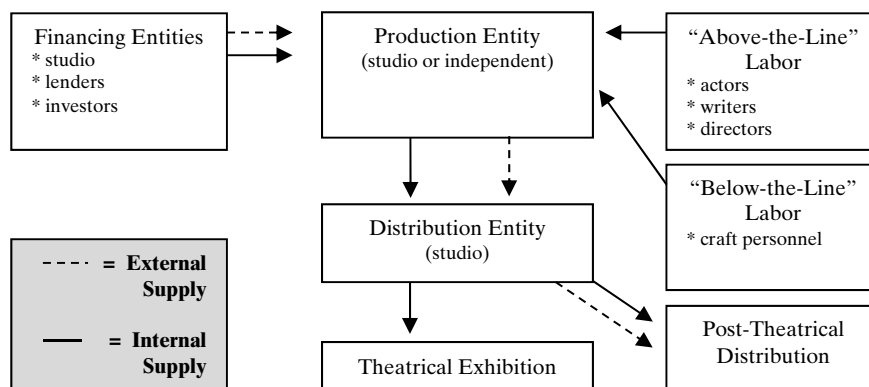 Financing Entities
* studio
* lenders
* investors
Production Entity
(studio or independent)
“Above-the-Line”
Labor
* actors
* writers
* directors
“Below-the-Line”
Labor
* craft personnel
Distribution Entity
(studio)
= External
Supply
= Internal
Supply
Theatrical Exhibition
Post-Theatrical
Distribution